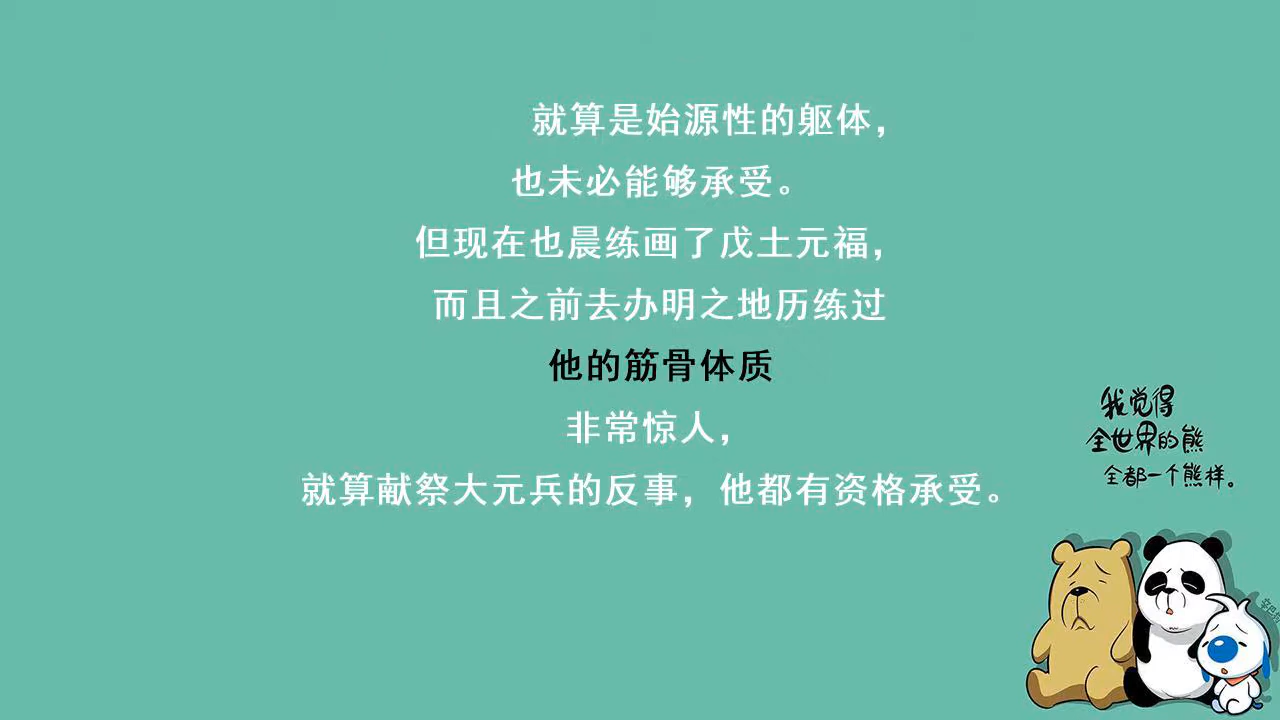 就算是始源性的躯体，
也未必能够承受。
但现在也晨练画了戊土元福，
而且之前去办明之地历练过
他的筋骨体质
非常惊人，
就算献祭大元兵的反事，他都有资格承受。
我觉得
全世界的熊
全都一个熊样。